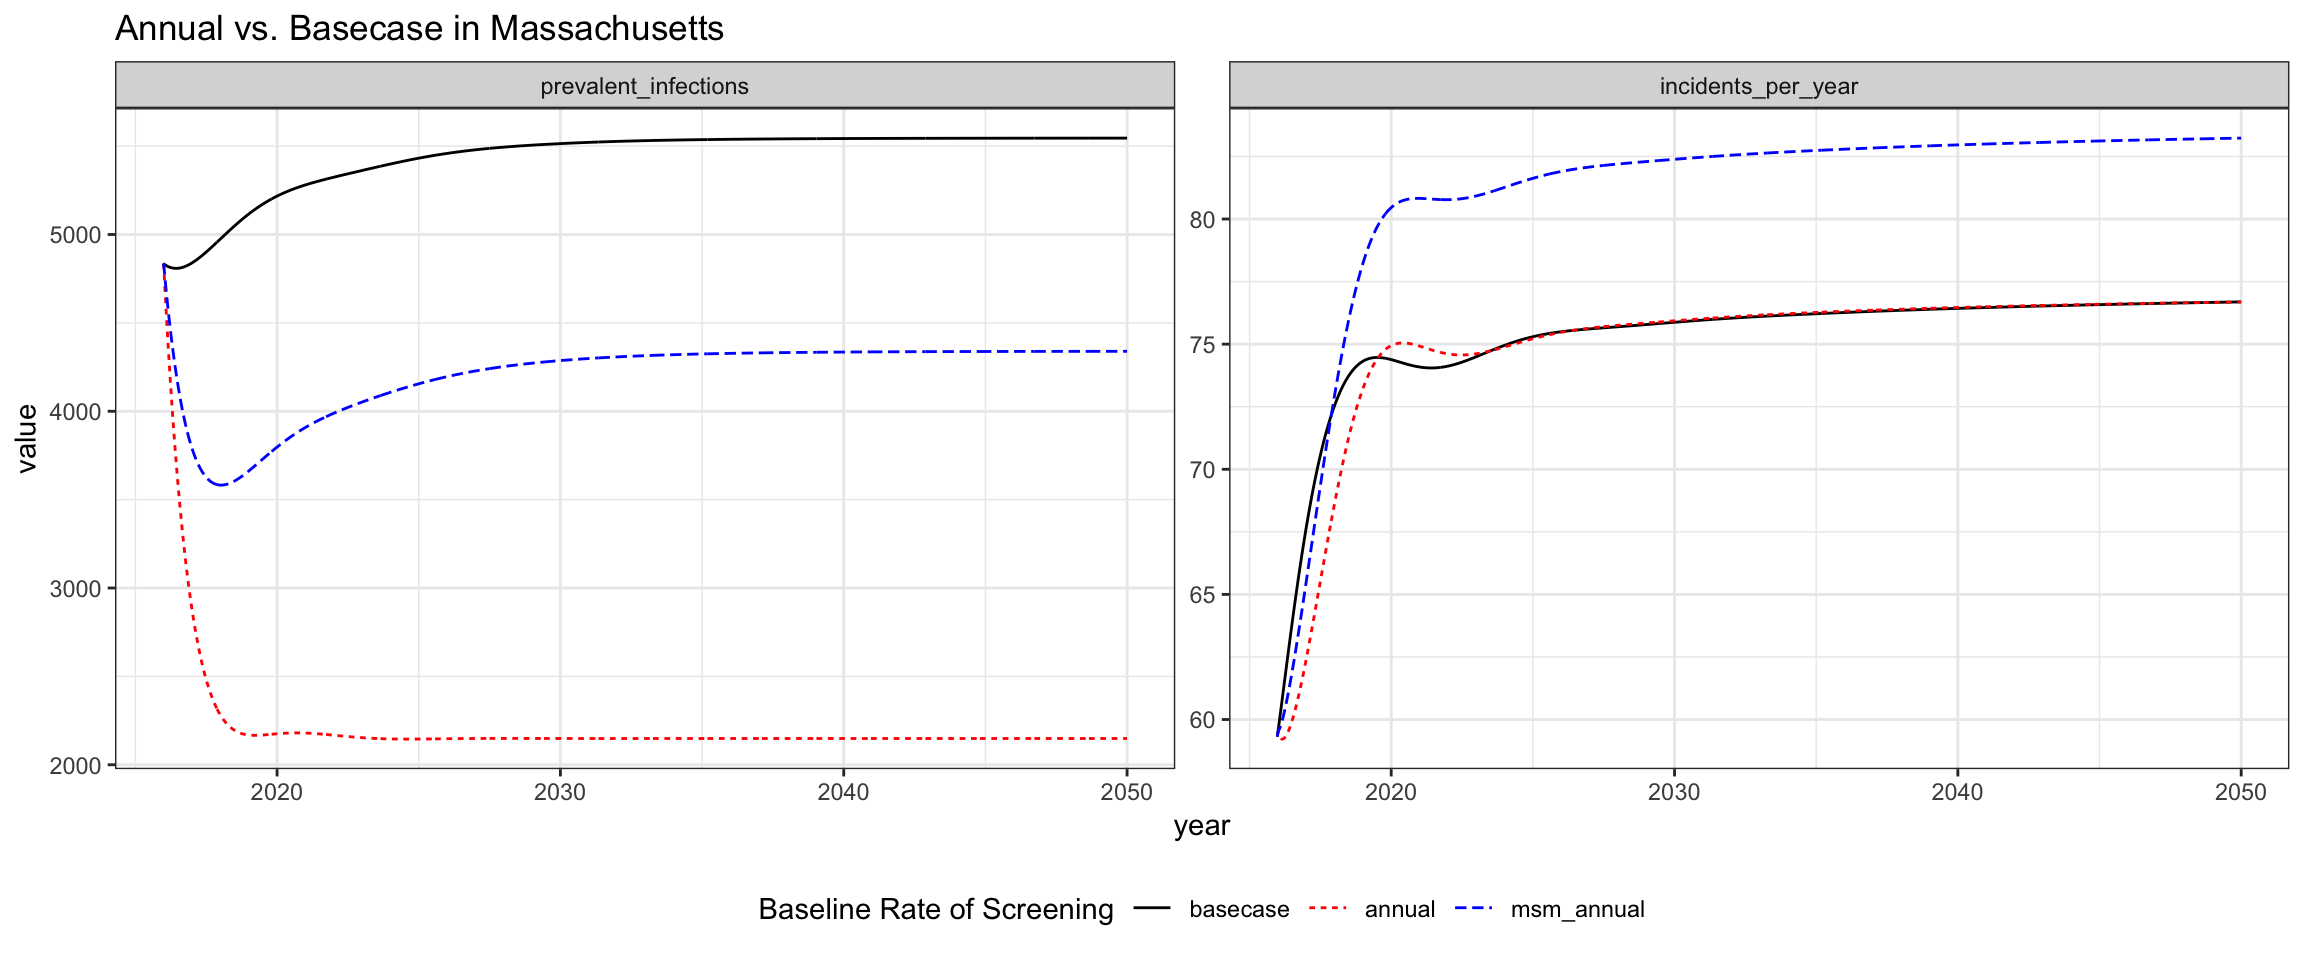 Annual vs. Basecase in Massachusetts
prevalent_infections
incidents_per_year
value
5000
4000
3000
2000
80
75
70
65
60
2020 2030 2040 2050
2020 2030 2040 2050
year
Baseline Rate of Screening basecase annual msm_annual